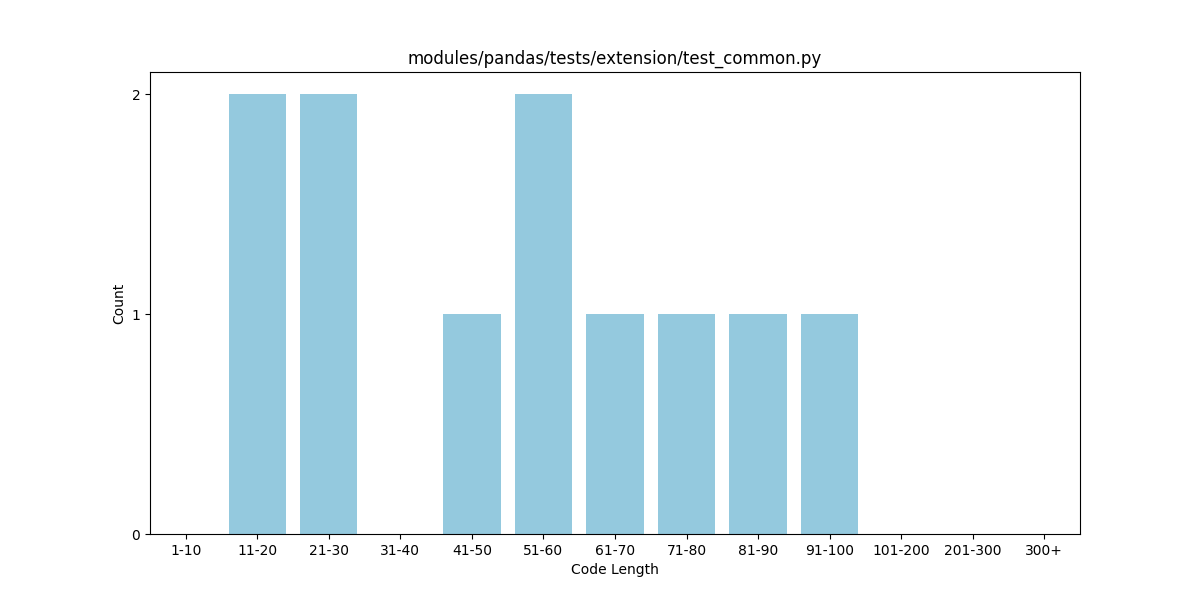 modules/pandas/tests/extension/test_common.py
2
1
0
Count
1-10 11-20 21-30 31-40 41-50 51-60 61-70 71-80 81-90 91-100 101-200 201-300 300+
Code Length